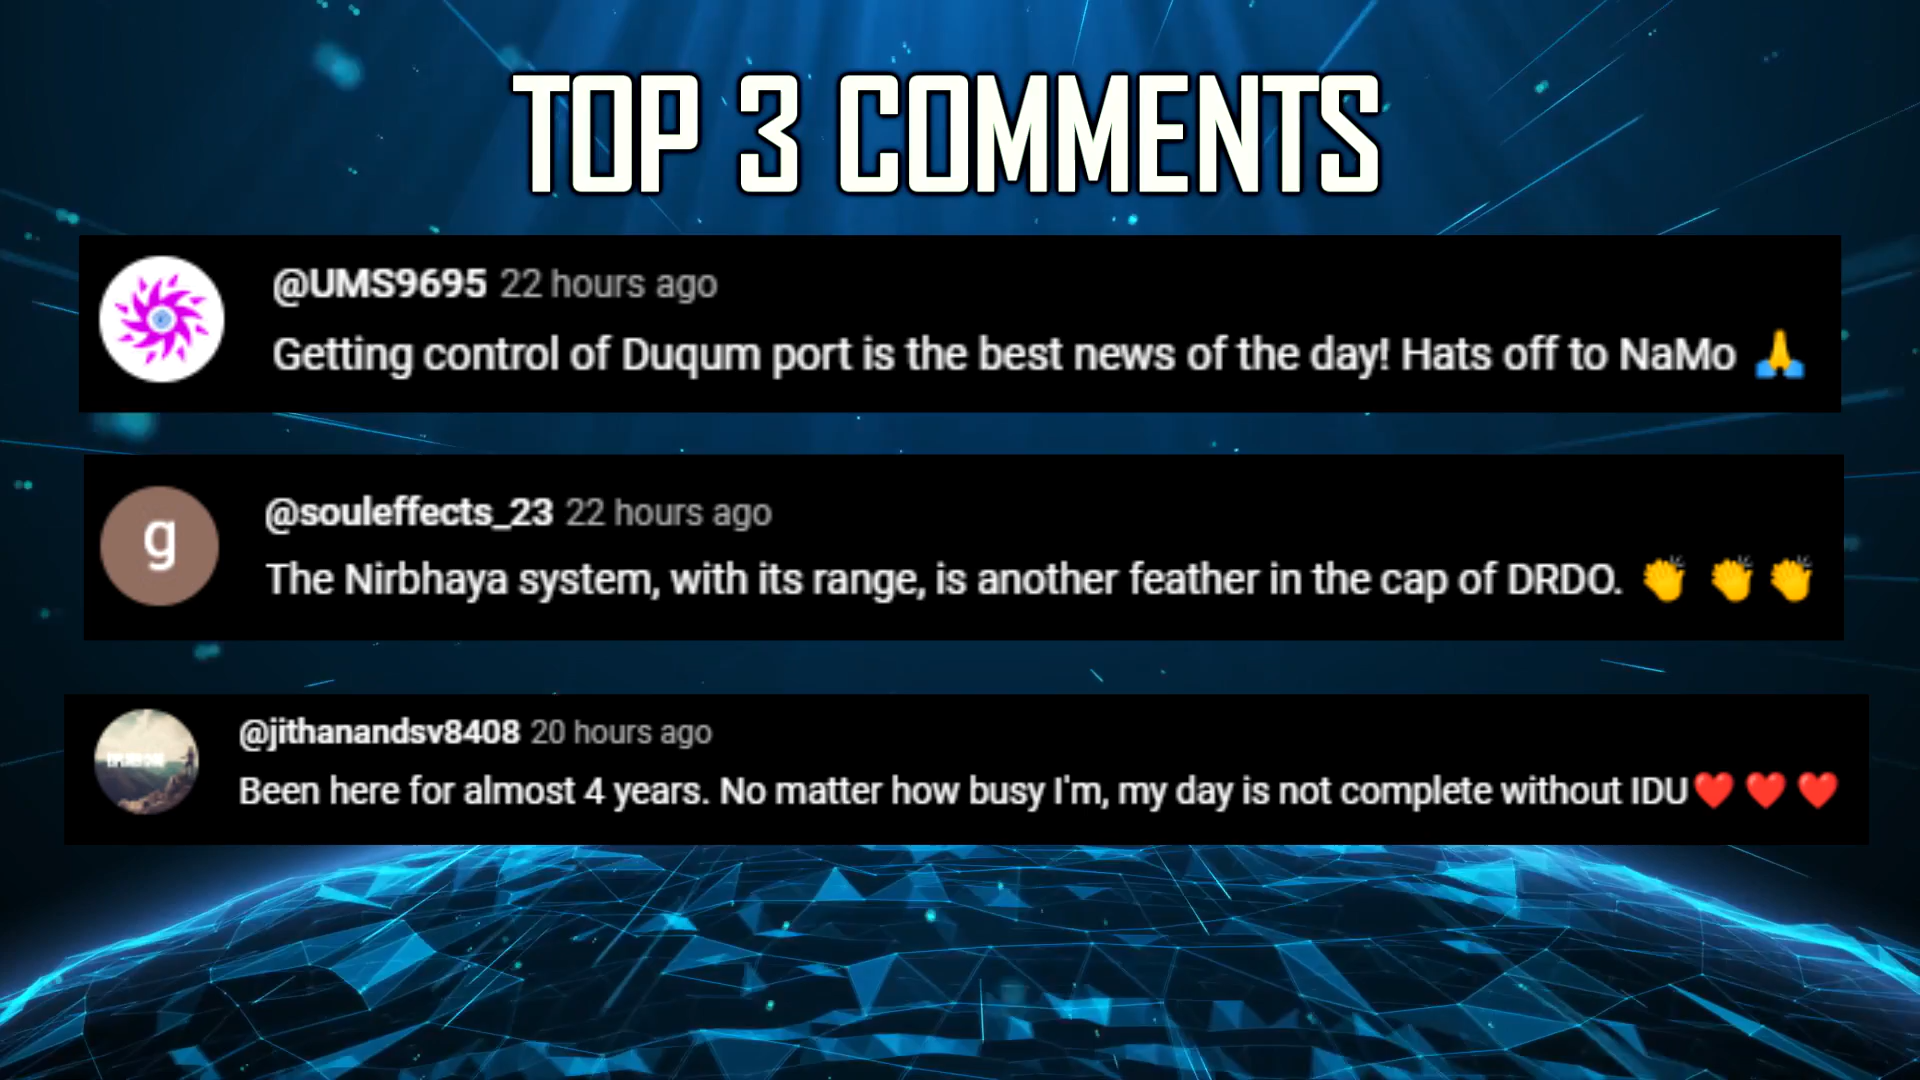 TOP 3 COMMENTS
@UMS9695 22 hours ago
Getting control of Duqum port is the best news of the day! Hats off to NaMo 🙏
g
@souleffects_23 22 hours ago
The Nirbhaya system, with its range, is another feather in the cap of DRDO. 👏 👏 👏
@jithanandsv8408 20 hours ago
Been here for almost 4 years. No matter how busy I'm, my day is not complete without IDU❤️ ❤️ ❤️